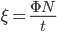 ξ = ΦN / t